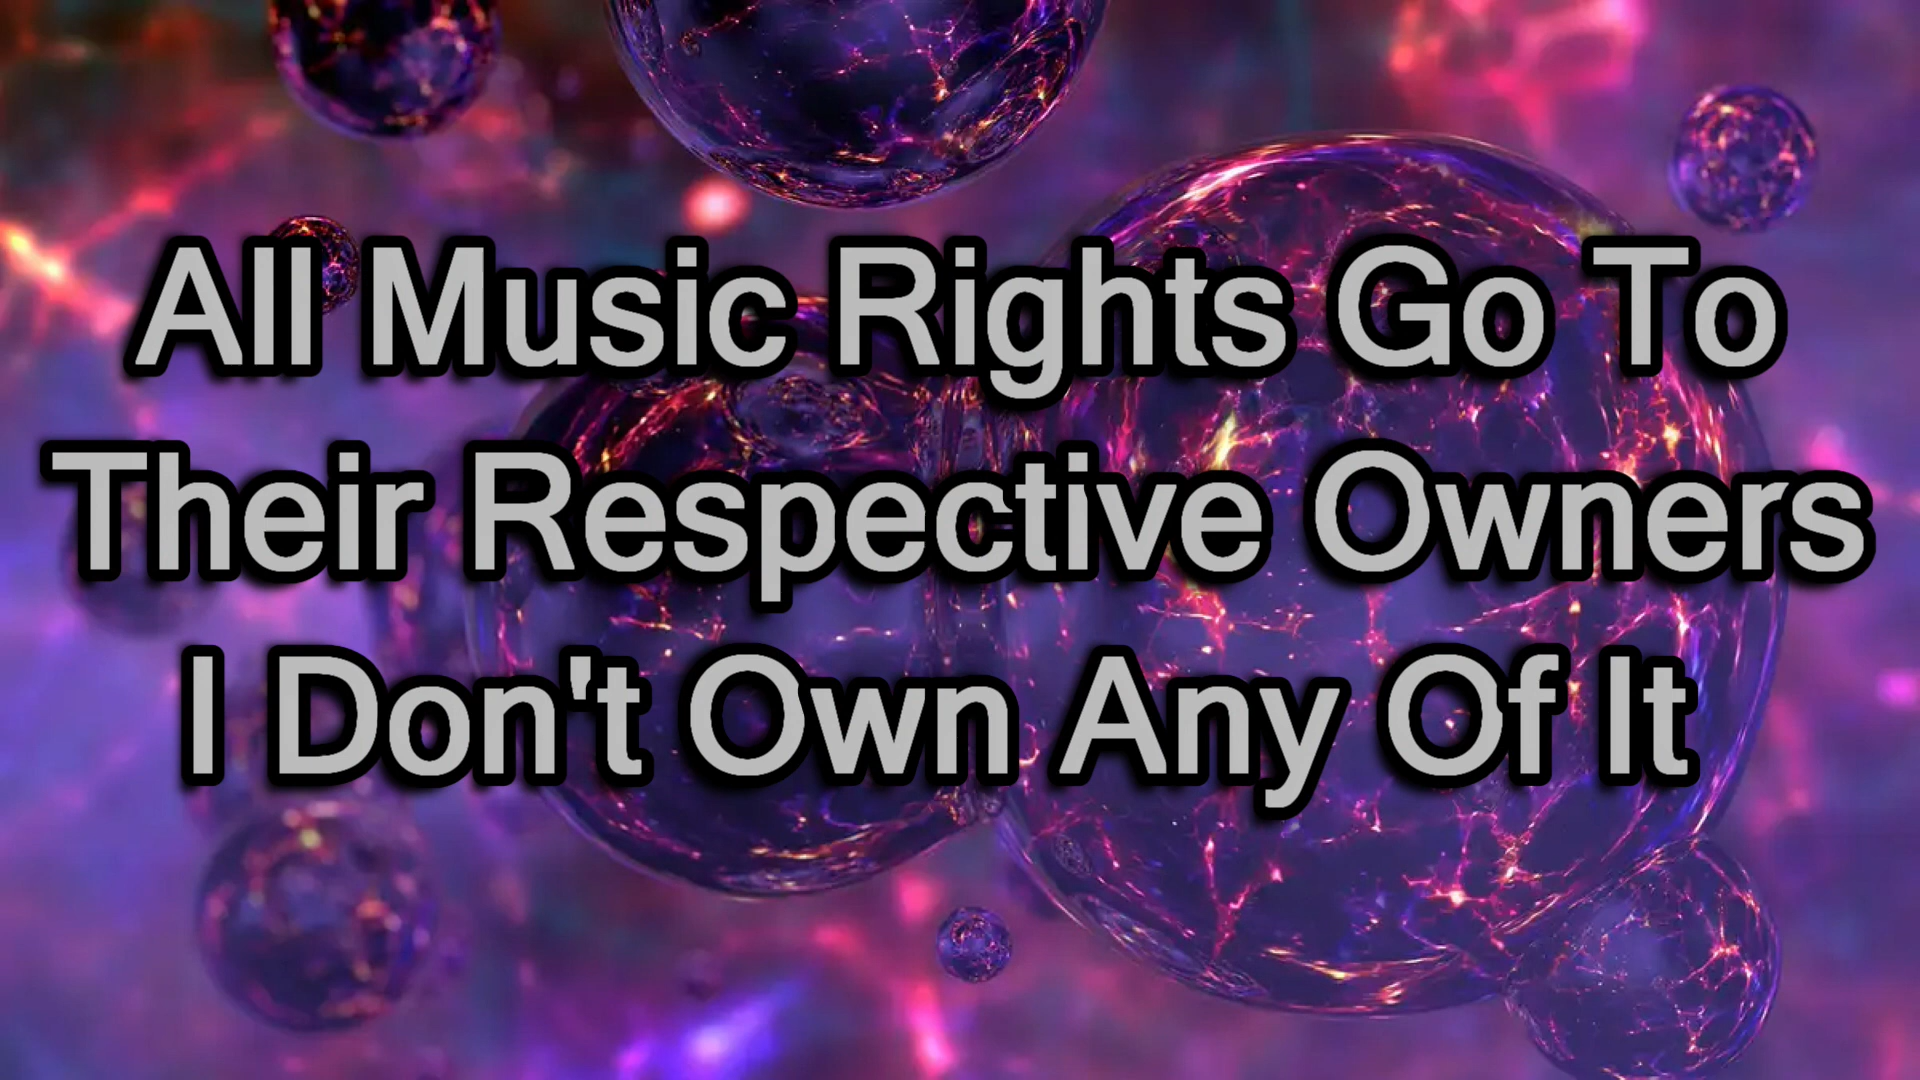 All Music Rights Go To
Their Respective Owners
I Don't Own Any Of It